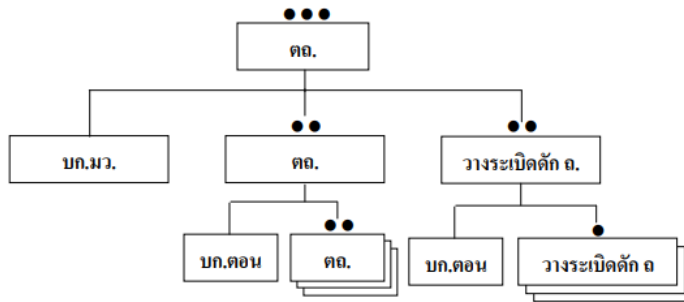 ตถ.
บก.มว.
ตถ.
วางระเบิดดัก ถ.
บก.ตอน
ตถ.
บก.ตอน
วางระเบิดดัก ถ